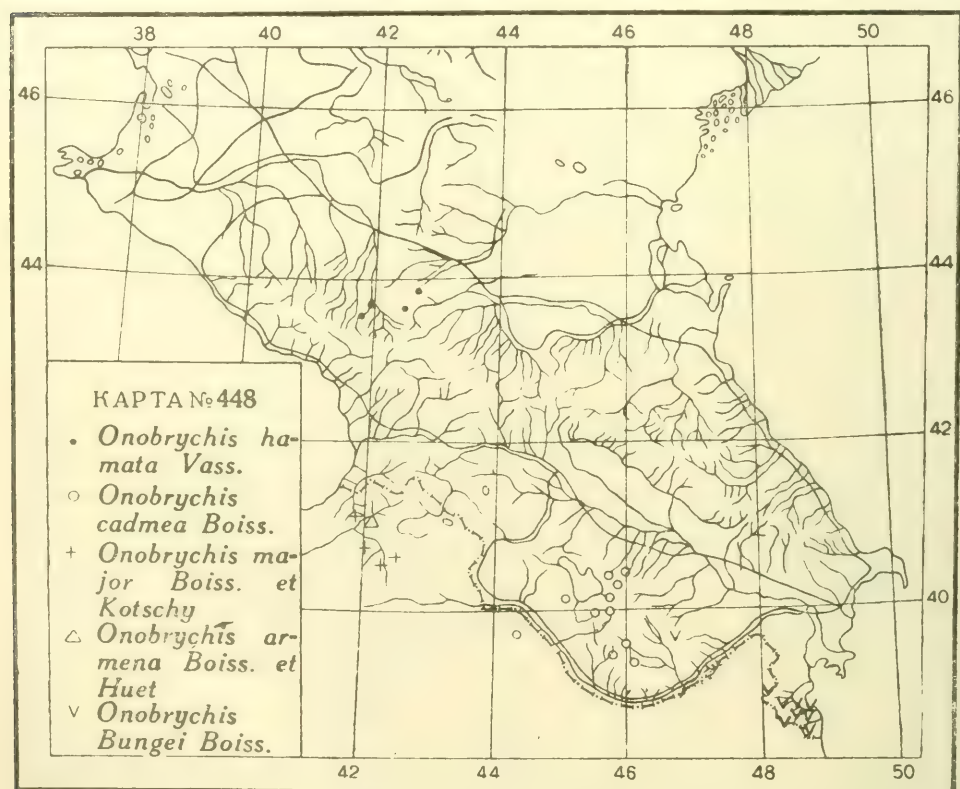 38 40 42 44 46 48 50
46 46
44 44
КАРТА № 448
Onobrychis ha-
mata Vass.
Onobrychis
cadmea Boiss.
Onobrychis ma-
jor Boiss. et
Kotschy
Onobrychis ar-
mena Boiss. et
Huet
Onobrychis
Bungei Boiss.
42
40
42 44 46 48 50